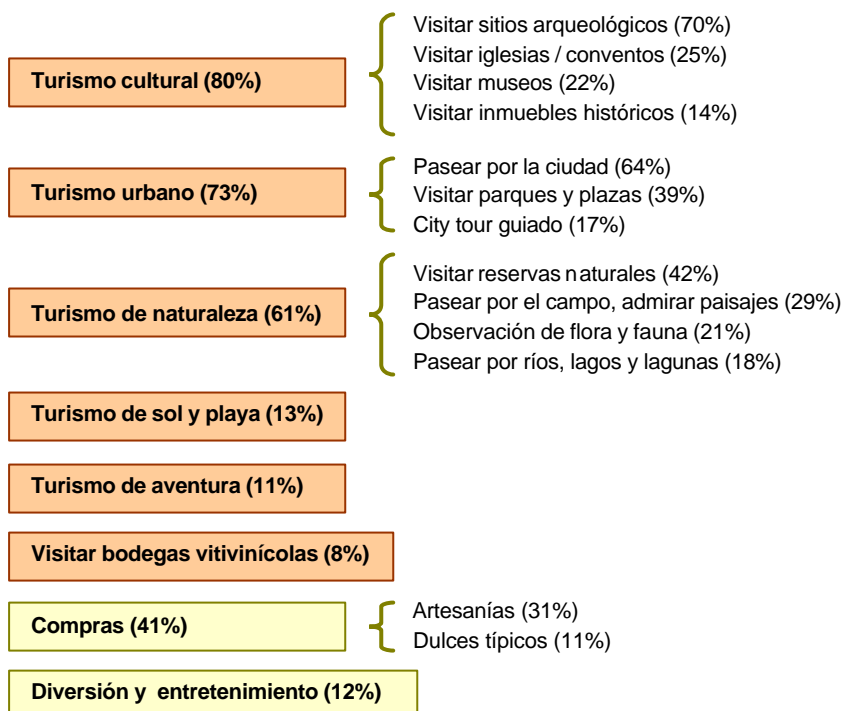 Turismo cultural (80%)
Visitar sitios arqueológicos (70%)
Visitar iglesias / conventos (25%)
Visitar museos (22%)
Visitar inmuebles históricos (14%)
Turismo urbano (73%)
Pasear por la ciudad (64%)
Visitar parques y plazas (39%)
City tour guiado (17%)
Turismo de naturaleza (61%)
Visitar reservas naturales (42%)
Pasear por el campo, admirar paisajes (29%)
Observación de flora y fauna (21%)
Pasear por ríos, lagos y lagunas (18%)
Turismo de sol y playa (13%)
Turismo de aventura (11%)
Visitar bodegas vitivinícolas (8%)
Compras (41%)
Artesanías (31%)
Dulces típicos (11%)
Diversión y entretenimiento (12%)